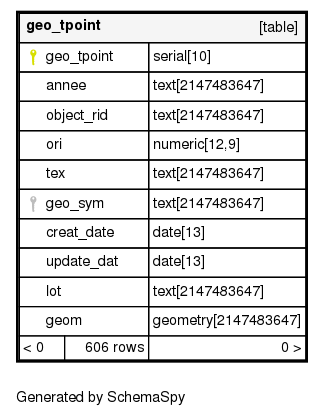 geo_tpoint [table]
geo_tpoint serial[10]
annee text[2147483647]
object_rid text[2147483647]
ori numeric[12,9]
tex text[2147483647]
geo_sym text[2147483647]
creat_date date[13]
update_dat date[13]
lot text[2147483647]
geom geometry[2147483647]
< 0 606 rows 0 >
Generated by SchemaSpy